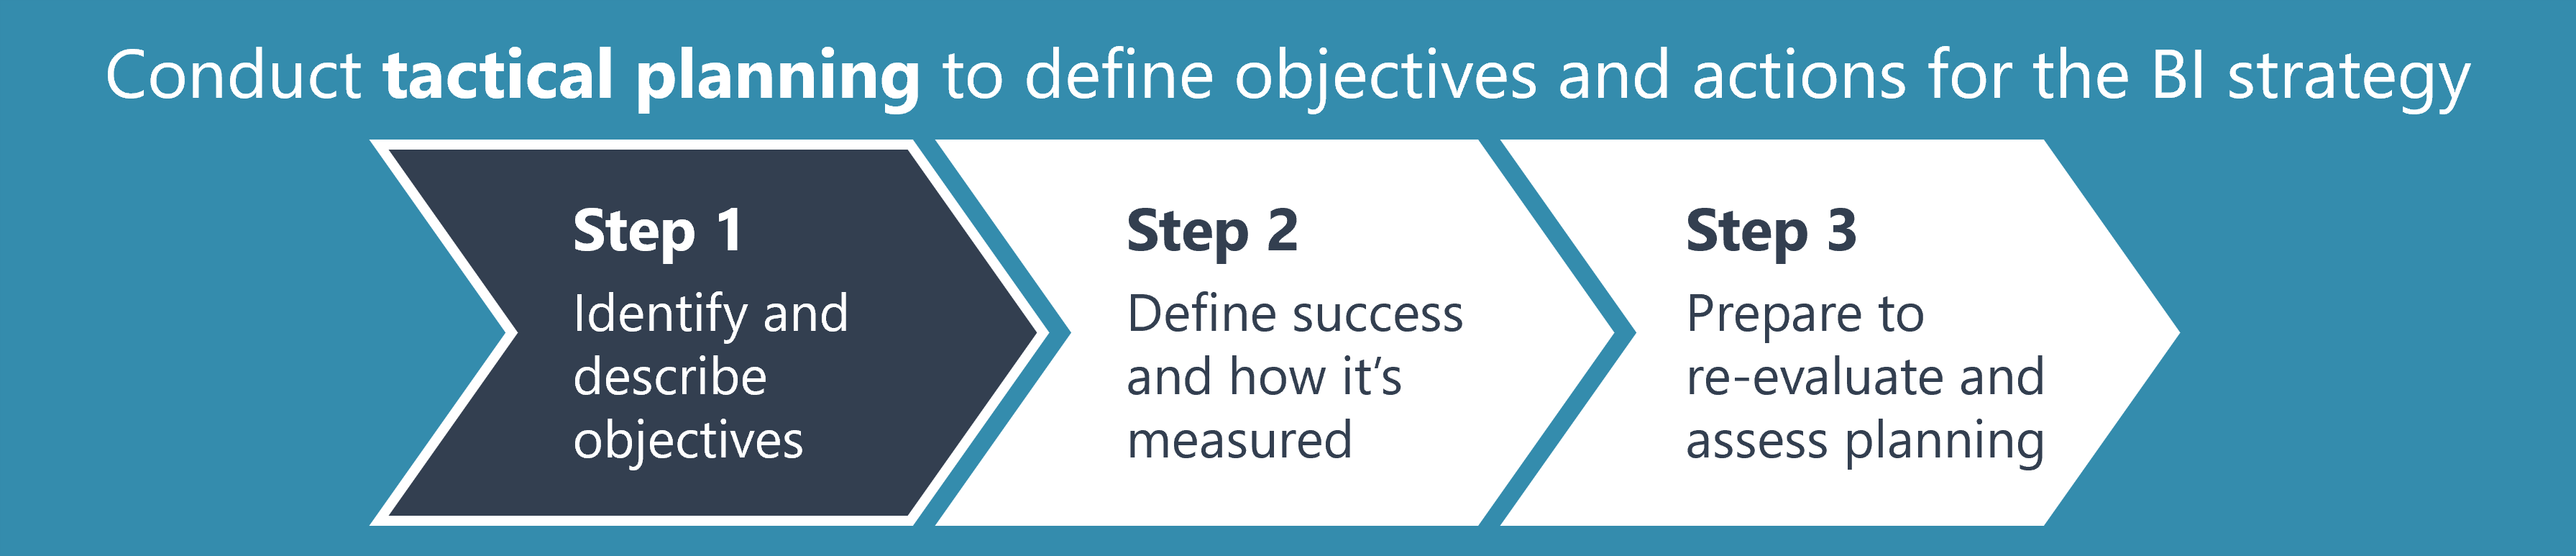 Conduct tactical planning to define objectives and actions for the BI strategy
Step 1
Identify and
describe
objectives
Step 2
Define success
and how it’s
measured
Step 3
Prepare to
re-evaluate and
assess planning